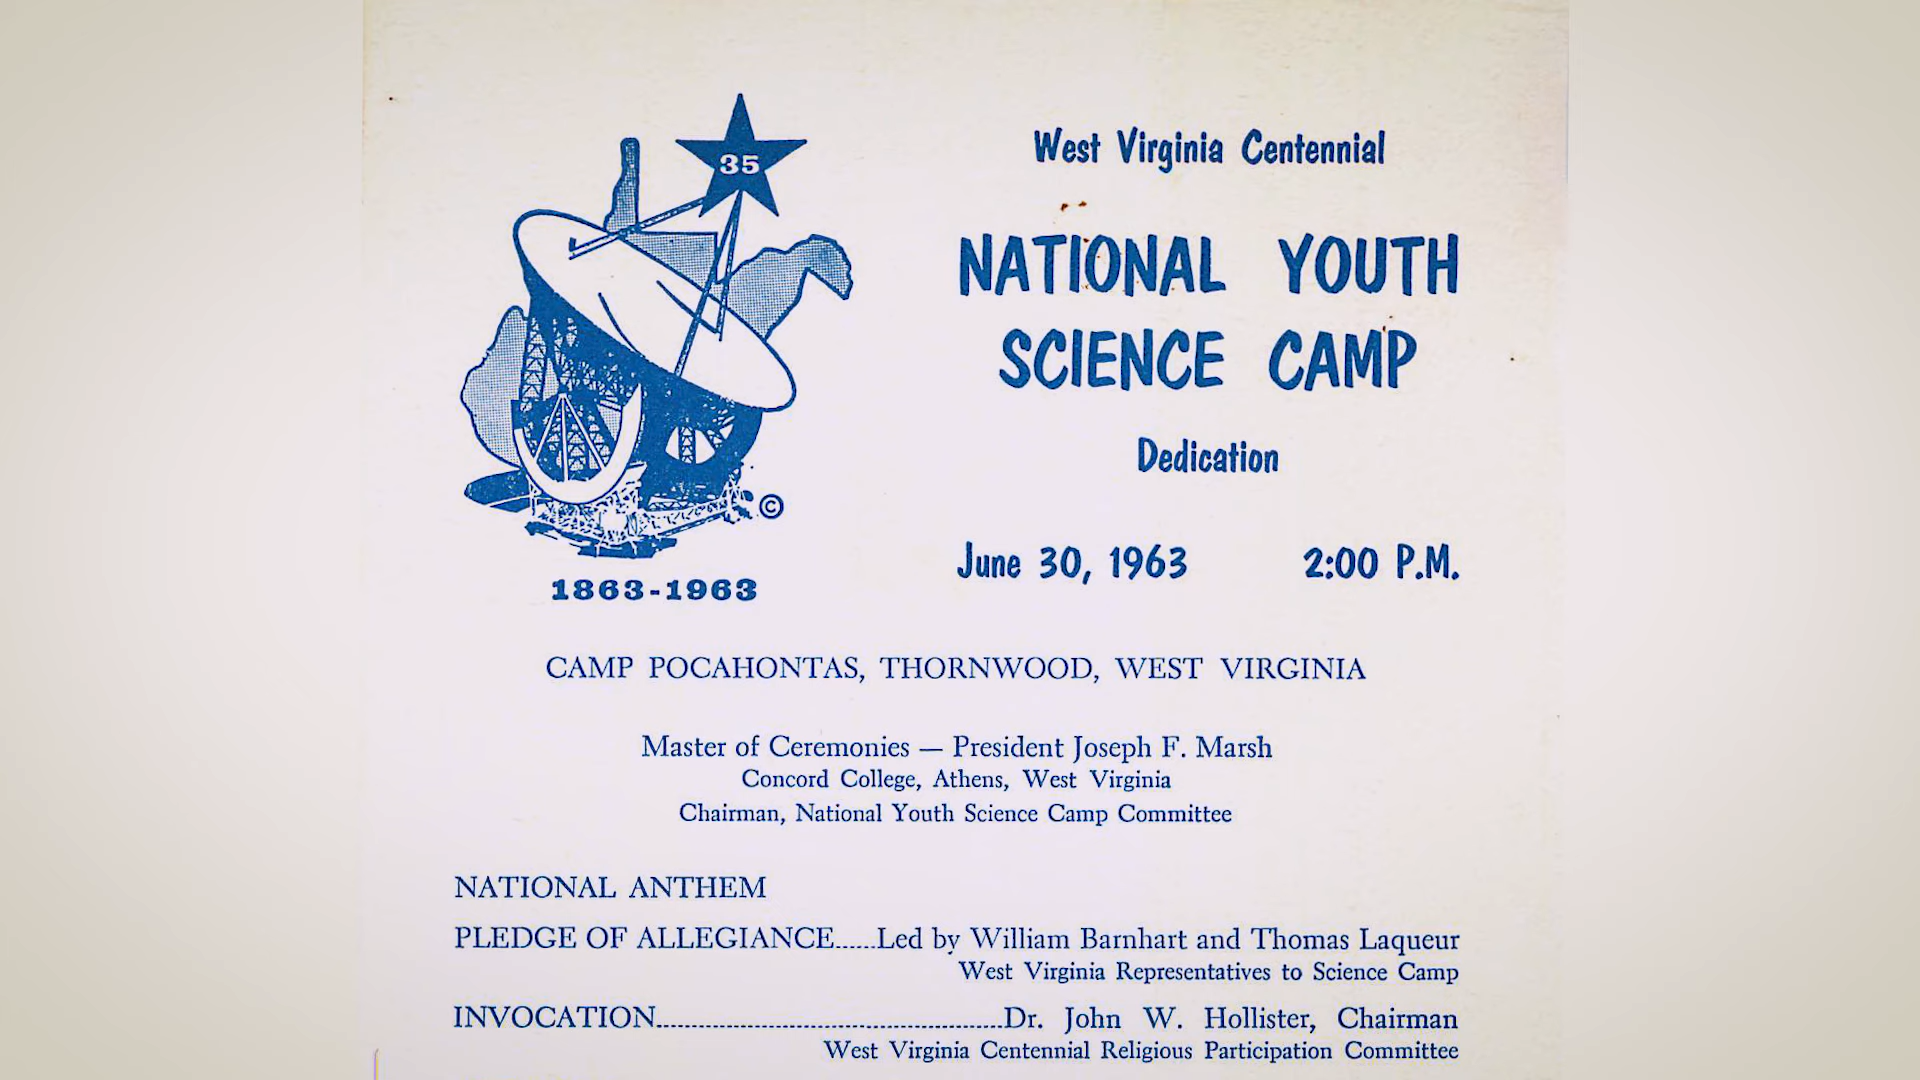 35
West Virginia Centennial
NATIONAL YOUTH
SCIENCE CAMP
Dedication
June 30, 1963 2:00 P.M.
©
1863-1963
CAMP POCAHONTAS, THORNWOOD, WEST VIRGINIA
Master of Ceremonies — President Joseph F. Marsh
Concord College, Athens, West Virginia
Chairman, National Youth Science Camp Committee
NATIONAL ANTHEM
PLEDGE OF ALLEGIANCE......Led by William Barnhart and Thomas Laqueur
West Virginia Representatives to Science Camp
INVOCATION.................................................Dr. John W. Hollister, Chairman
West Virginia Centennial Religious Participation Committee